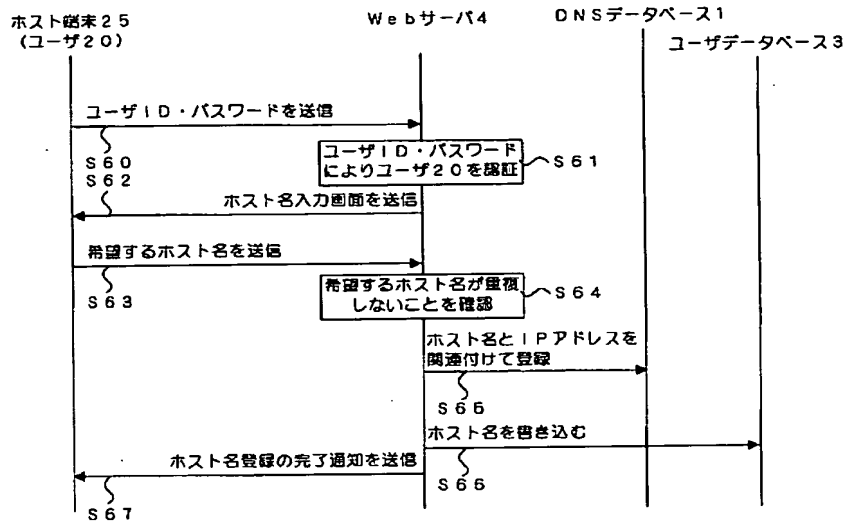 ホスト端末25
(ユーザ20)
Webサーバ4
DNSデータベース1
ユーザデータベース3
ユーザID・パスワードを送信
S60
ユーザID・パスワード
によりユーザ20を認証
S61
S62
ホスト名入力画面を送信
希望するホスト名を送信
S63
希望するホスト名が重複
しないことを確認
S64
ホスト名とIPアドレスを
関連付けて登録
S65
ホスト名を書き込む
S66
ホスト名登録の完了通知を送信
S67